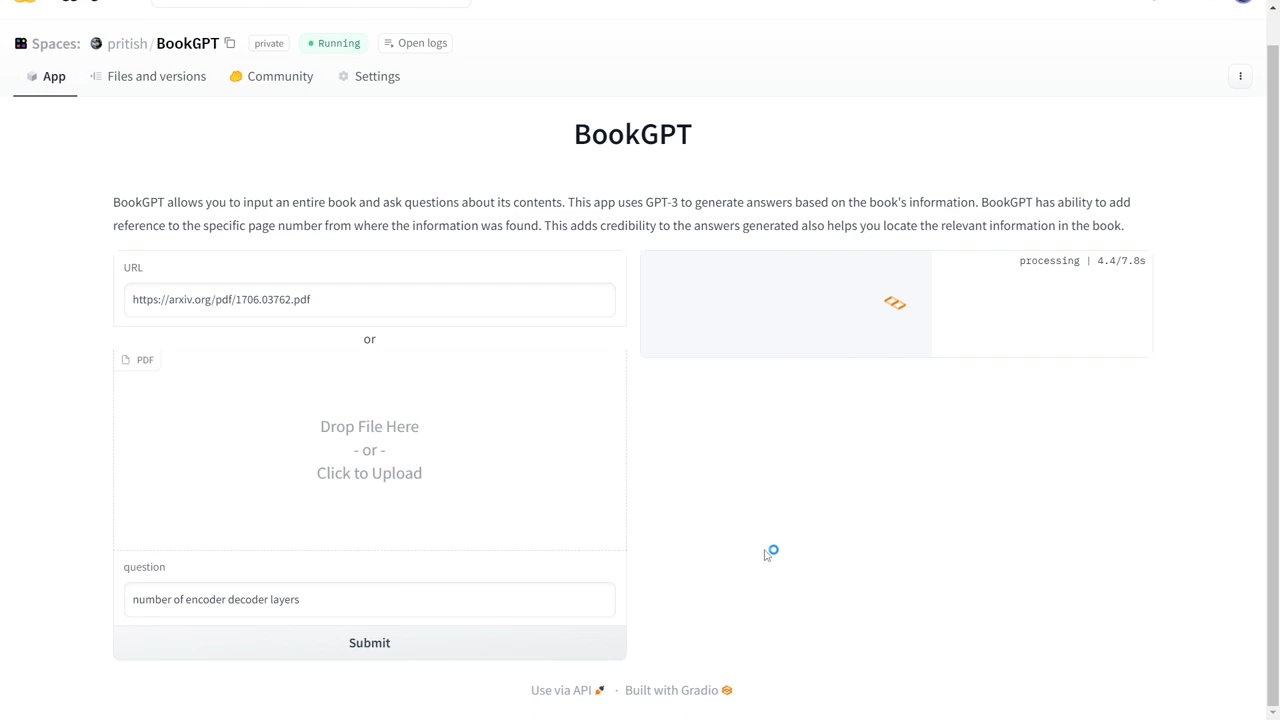 Spaces: pritish/BookGPT private Running Open logs
App Files and versions Community Settings
BookGPT
BookGPT allows you to input an entire book and ask questions about its contents. This app uses GPT-3 to generate answers based on the book's information. BookGPT has ability to add
reference to the specific page number from where the information was found. This adds credibility to the answers generated also helps you locate the relevant information in the book.
URL
https://arxiv.org/pdf/1706.03762.pdf
or
PDF
Drop File Here
- or -
Click to Upload
question
number of encoder decoder layers
Submit
processing | 4.4/7.8s
Use via API · Built with Gradio